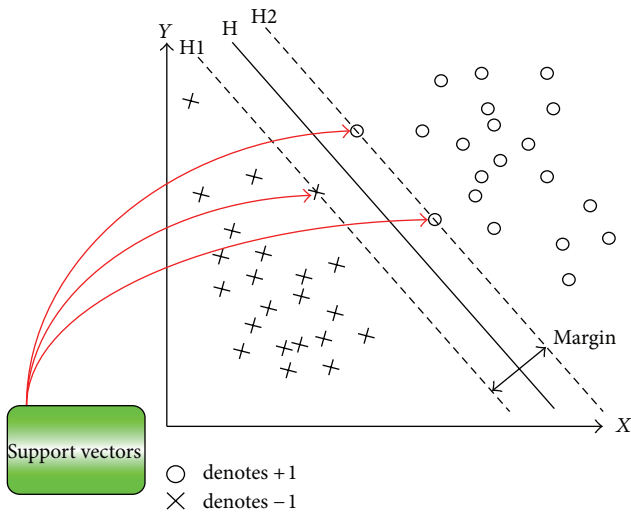 H2
H
Y
H1
Margin
X
Support vectors
denotes +1
denotes −1